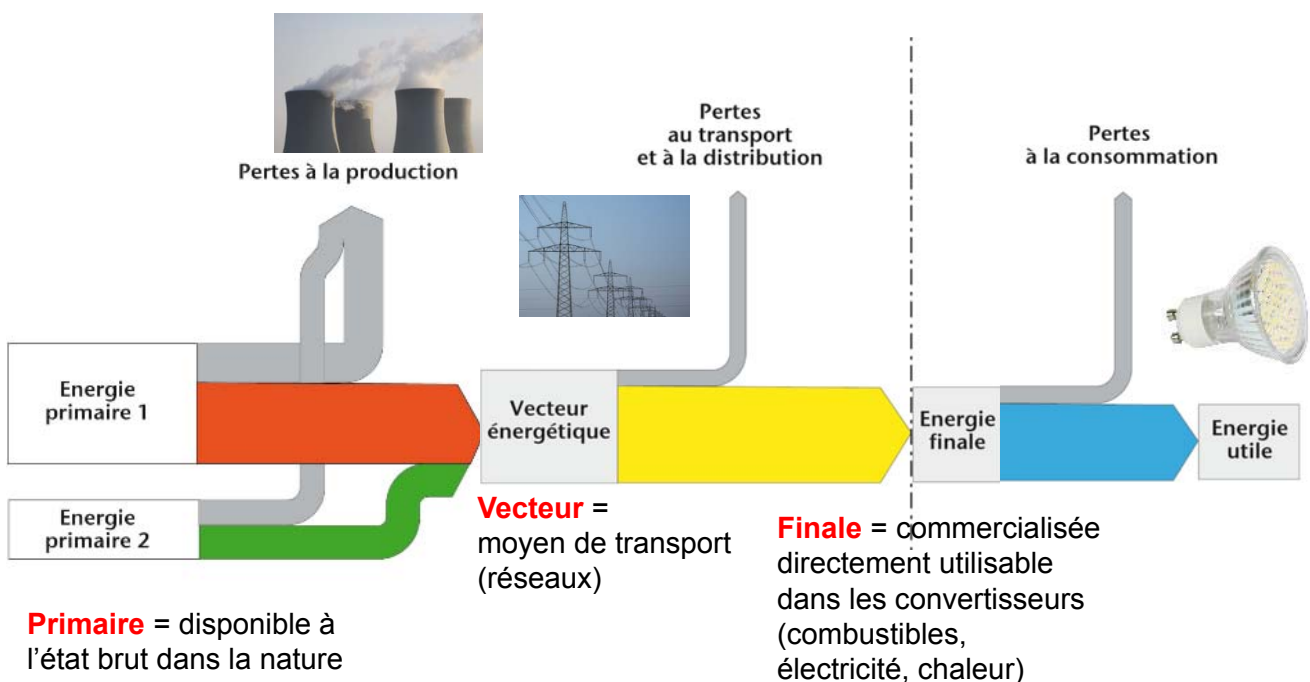 Pertes à la production
Pertes
au transport
et à la distribution
Pertes
à la consommation
Energie
primaire 1
Energie
primaire 2
Vecteur
énergétique
Energie
finale
Energie
utile
Primaire = disponible à
l’état brut dans la nature
Vecteur =
moyen de transport
(réseaux)
Finale = commercialisée
directement utilisable
dans les convertisseurs
(combustibles,
électricité, chaleur)